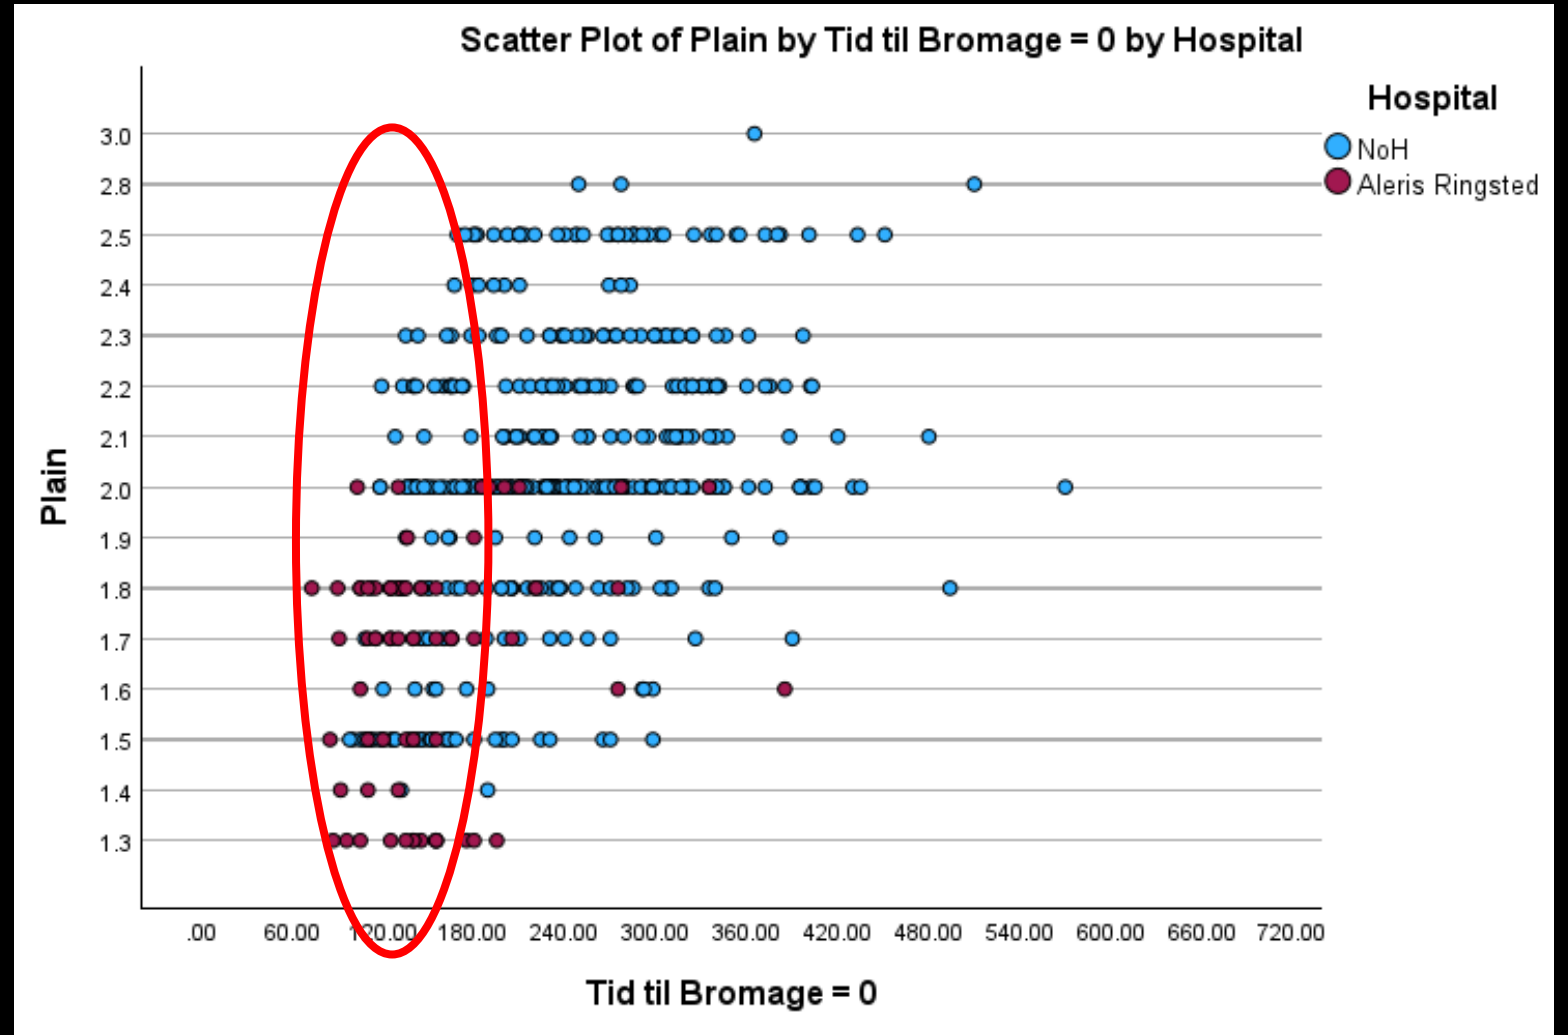 Scatter Plot of Plain by Tid til Bromage = 0 by Hospital
Hospital
NoH
Aleris Ringsted
Plain
3.0
2.8
2.5
2.4
2.3
2.2
2.1
2.0
1.9
1.8
1.7
1.6
1.5
1.4
1.3
.00 60.00 120.00 180.00 240.00 300.00 360.00 420.00 480.00 540.00 600.00 660.00 720.00
Tid til Bromage = 0